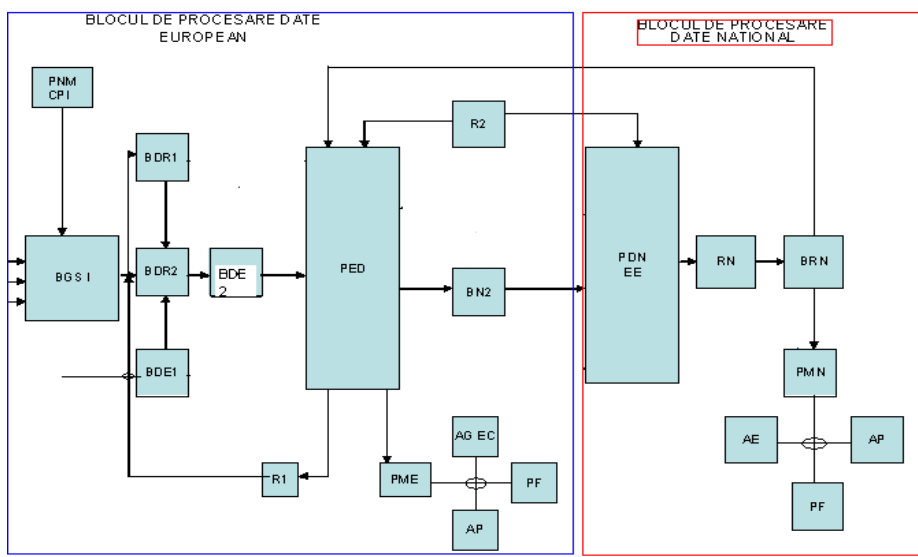 BLOCUL DE PROCESARE DATE
EUROPEAN
BLOCUL DE PROCESARE
DATE NATIONAL
PNM
CPI
R2
BDR1
BGSI
BDR2
BDE
2
PED
BN2
PDN
EE
RN
BRN
BDE1
PMN
AG EC
AE
AP
R1
PME
PF
PF
AP